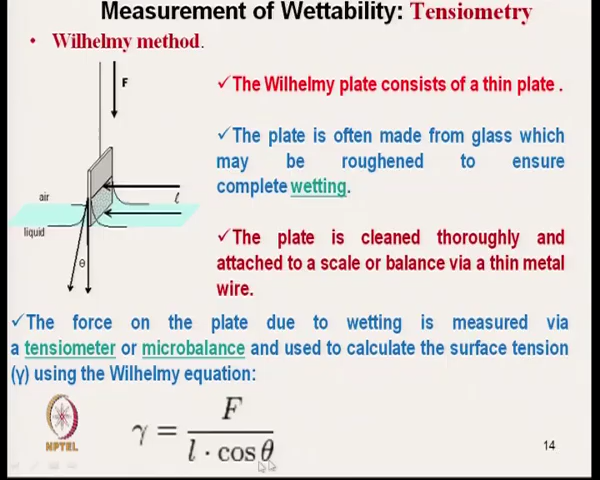 Measurement of Wettability: Tensiometry
• Wilhelmy method.
F
✓The Wilhelmy plate consists of a thin plate .
✓The plate is often made from glass which
may be roughened to ensure
complete wetting.
air
ℓ
liquid
θ
✓The plate is cleaned thoroughly and
attached to a scale or balance via a thin metal
wire.
✓The force on the plate due to wetting is measured via
a tensiometer or microbalance and used to calculate the surface tension
(γ) using the Wilhelmy equation:
γ = F / l · cos θ
NPTEL
14